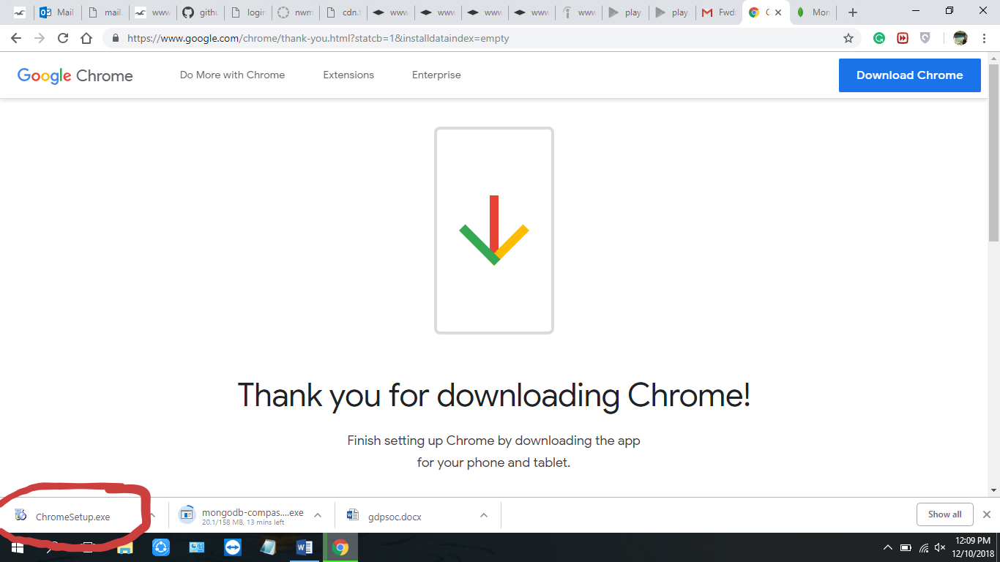 Mail
mail.
www
githu
login
nwm
cdn.t
www
www
www
www
www
play.
play.
Fwd:
Mon
https://www.google.com/chrome/thank-you.html?statcb=1&installdataindex=empty
Google Chrome
Do More with Chrome
Extensions
Enterprise
Download Chrome
Thank you for downloading Chrome!
Finish setting up Chrome by downloading the app
for your phone and tablet.
ChromeSetup.exe
mongodb-compas....exe
20.1/158 MB, 13 mins left
gdpsoc.docx
Show all
12:09 PM
12/10/2018